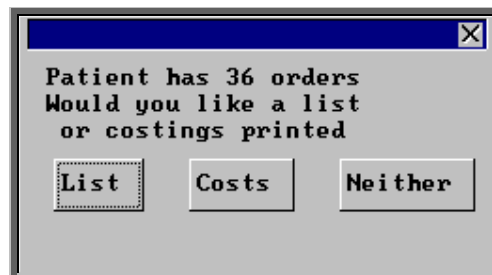 Patient has 36 orders
Would you like a list
or costings printed
List Costs Neither